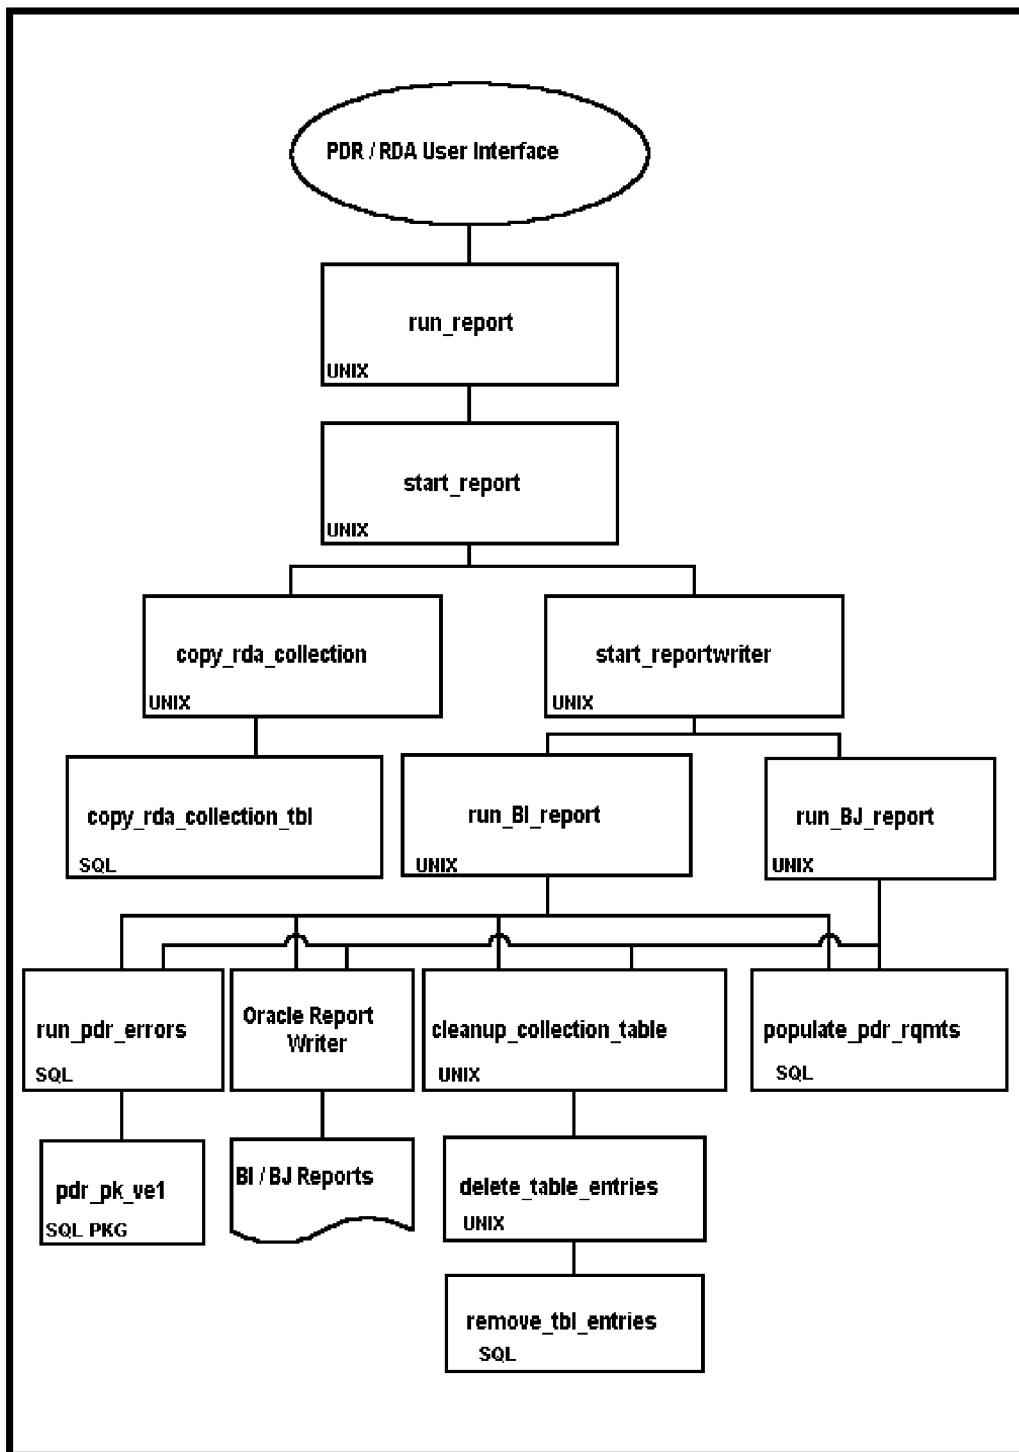 PDR / RDA User Interface
run_report
UNIX
start_report
UNIX
copy_rda_collection
UNIX
start_reportwriter
UNIX
copy_rda_collection_tbl
SQL
run_BI_report
UNIX
run_BJ_report
UNIX
run_pdr_errors
SQL
Oracle Report
Writer
cleanup_collection_table
UNIX
populate_pdr_rqmts
SQL
pdr_pk_ve1
SQL PKG
BI / BJ Reports
delete_table_entries
UNIX
remove_tbl_entries
SQL